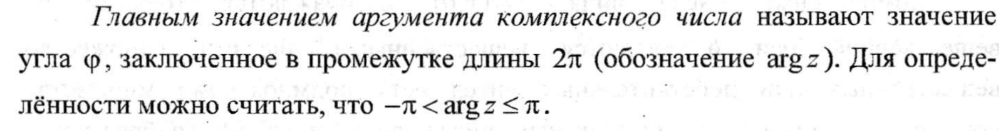 Главным значением аргумента комплексного числа называют значение
угла φ, заключенное в промежутке длины 2π (обозначение arg z). Для опреде-
лённости можно считать, что −π < arg z ≤ π.